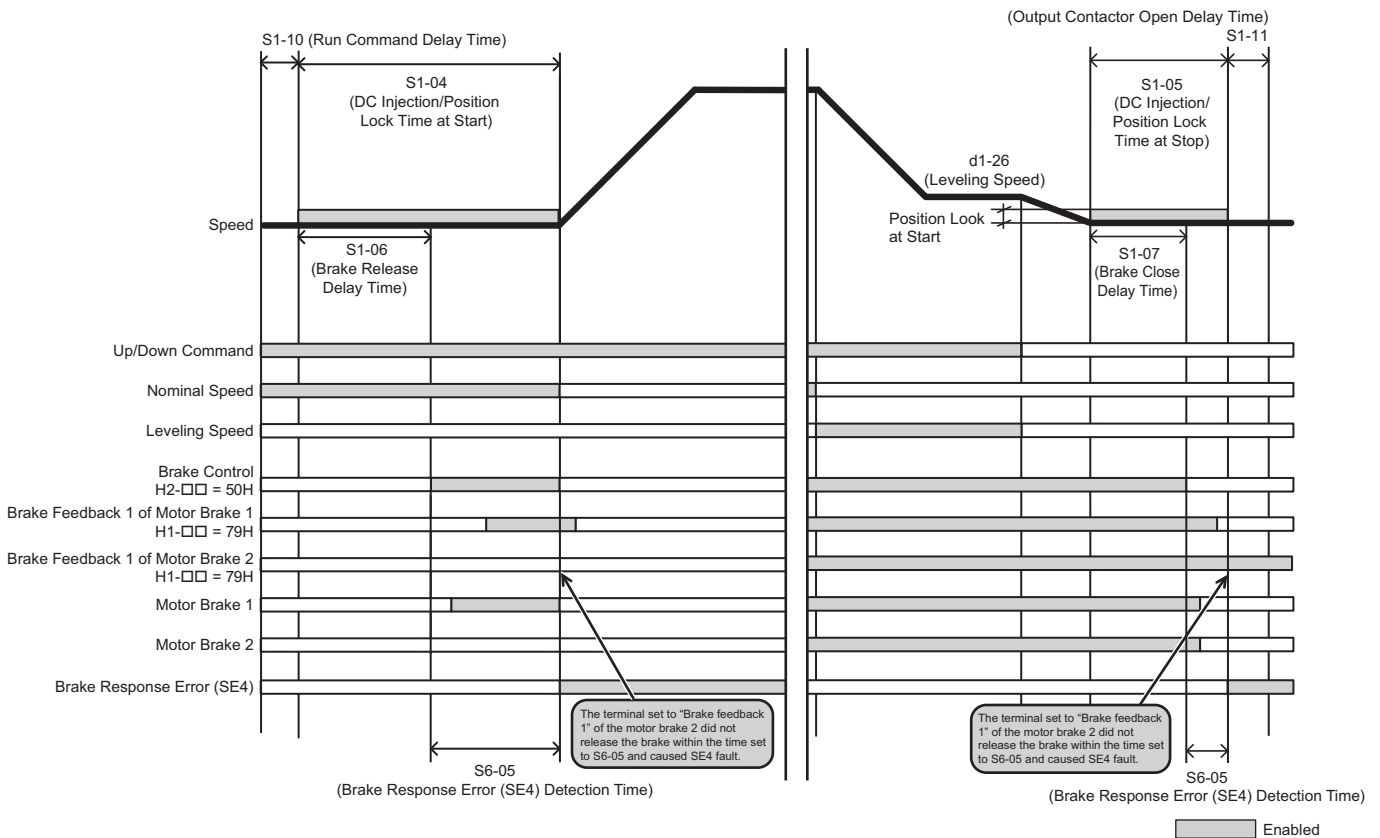 (Output Contactor Open Delay Time)
S1-10 (Run Command Delay Time)
S1-11
S1-04
(DC Injection/Position
Lock Time at Start)
S1-05
(DC Injection/
Position Lock
Time at Stop)
d1-26
(Leveling Speed)
Speed
Position Look
at Start
S1-06
(Brake Release
Delay Time)
S1-07
(Brake Close
Delay Time)
Up/Down Command
Nominal Speed
Leveling Speed
Brake Control
H2-□□ = 50H
Brake Feedback 1 of Motor Brake 1
H1-□□ = 79H
Brake Feedback 1 of Motor Brake 2
H1-□□ = 79H
Motor Brake 1
Motor Brake 2
Brake Response Error (SE4)
The terminal set to “Brake feedback
1” of the motor brake 2 did not
release the brake within the time set
to S6-05 and caused SE4 fault.
The terminal set to “Brake feedback
1” of the motor brake 2 did not
release the brake within the time set
to S6-05 and caused SE4 fault.
S6-05
(Brake Response Error (SE4) Detection Time)
S6-05
(Brake Response Error (SE4) Detection Time)
Enabled